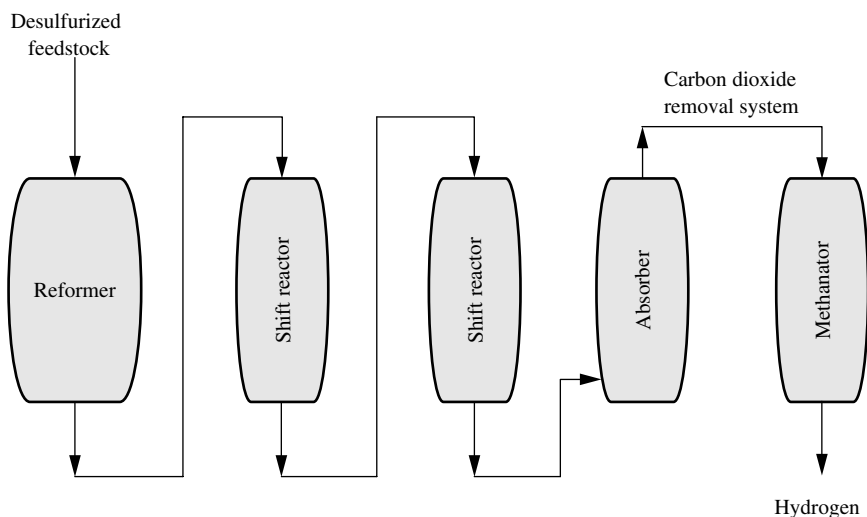 Desulfurized
feedstock
Carbon dioxide
removal system
Reformer
Shift reactor
Shift reactor
Absorber
Methanator
Hydrogen